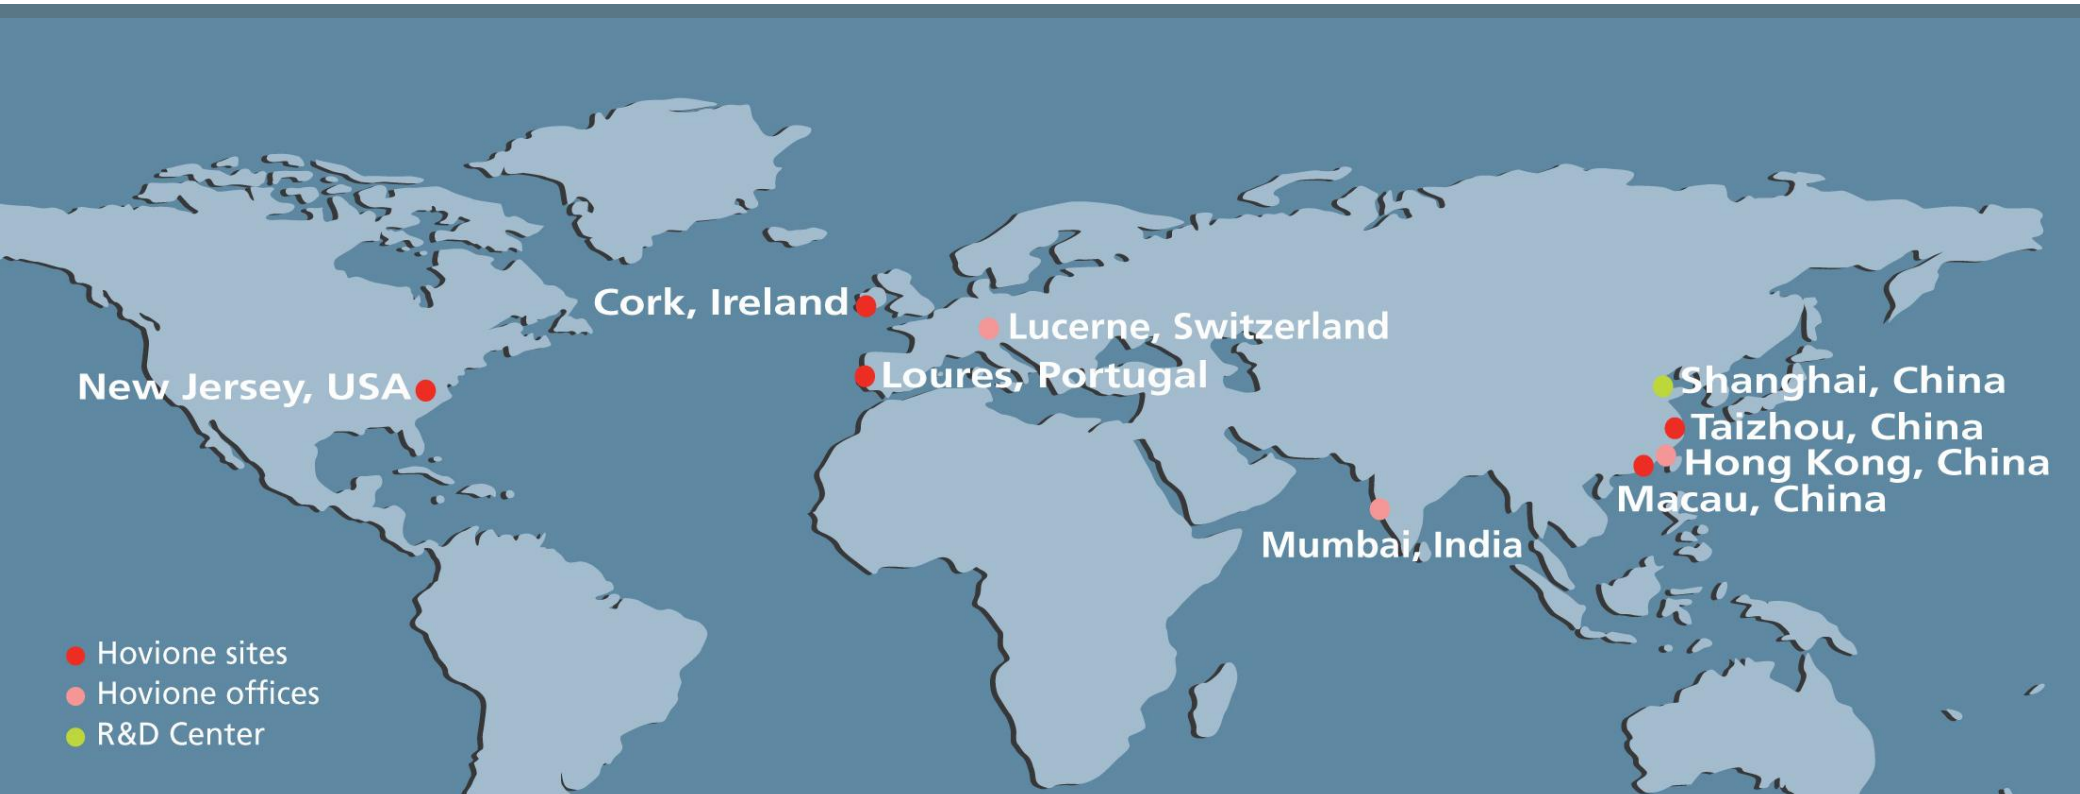 Cork, Ireland
Lucerne, Switzerland
New Jersey, USA
Loures, Portugal
Shanghai, China
Taizhou, China
Hong Kong, China
Macau, China
Mumbai, India
Hovione sites
Hovione offices
R&D Center